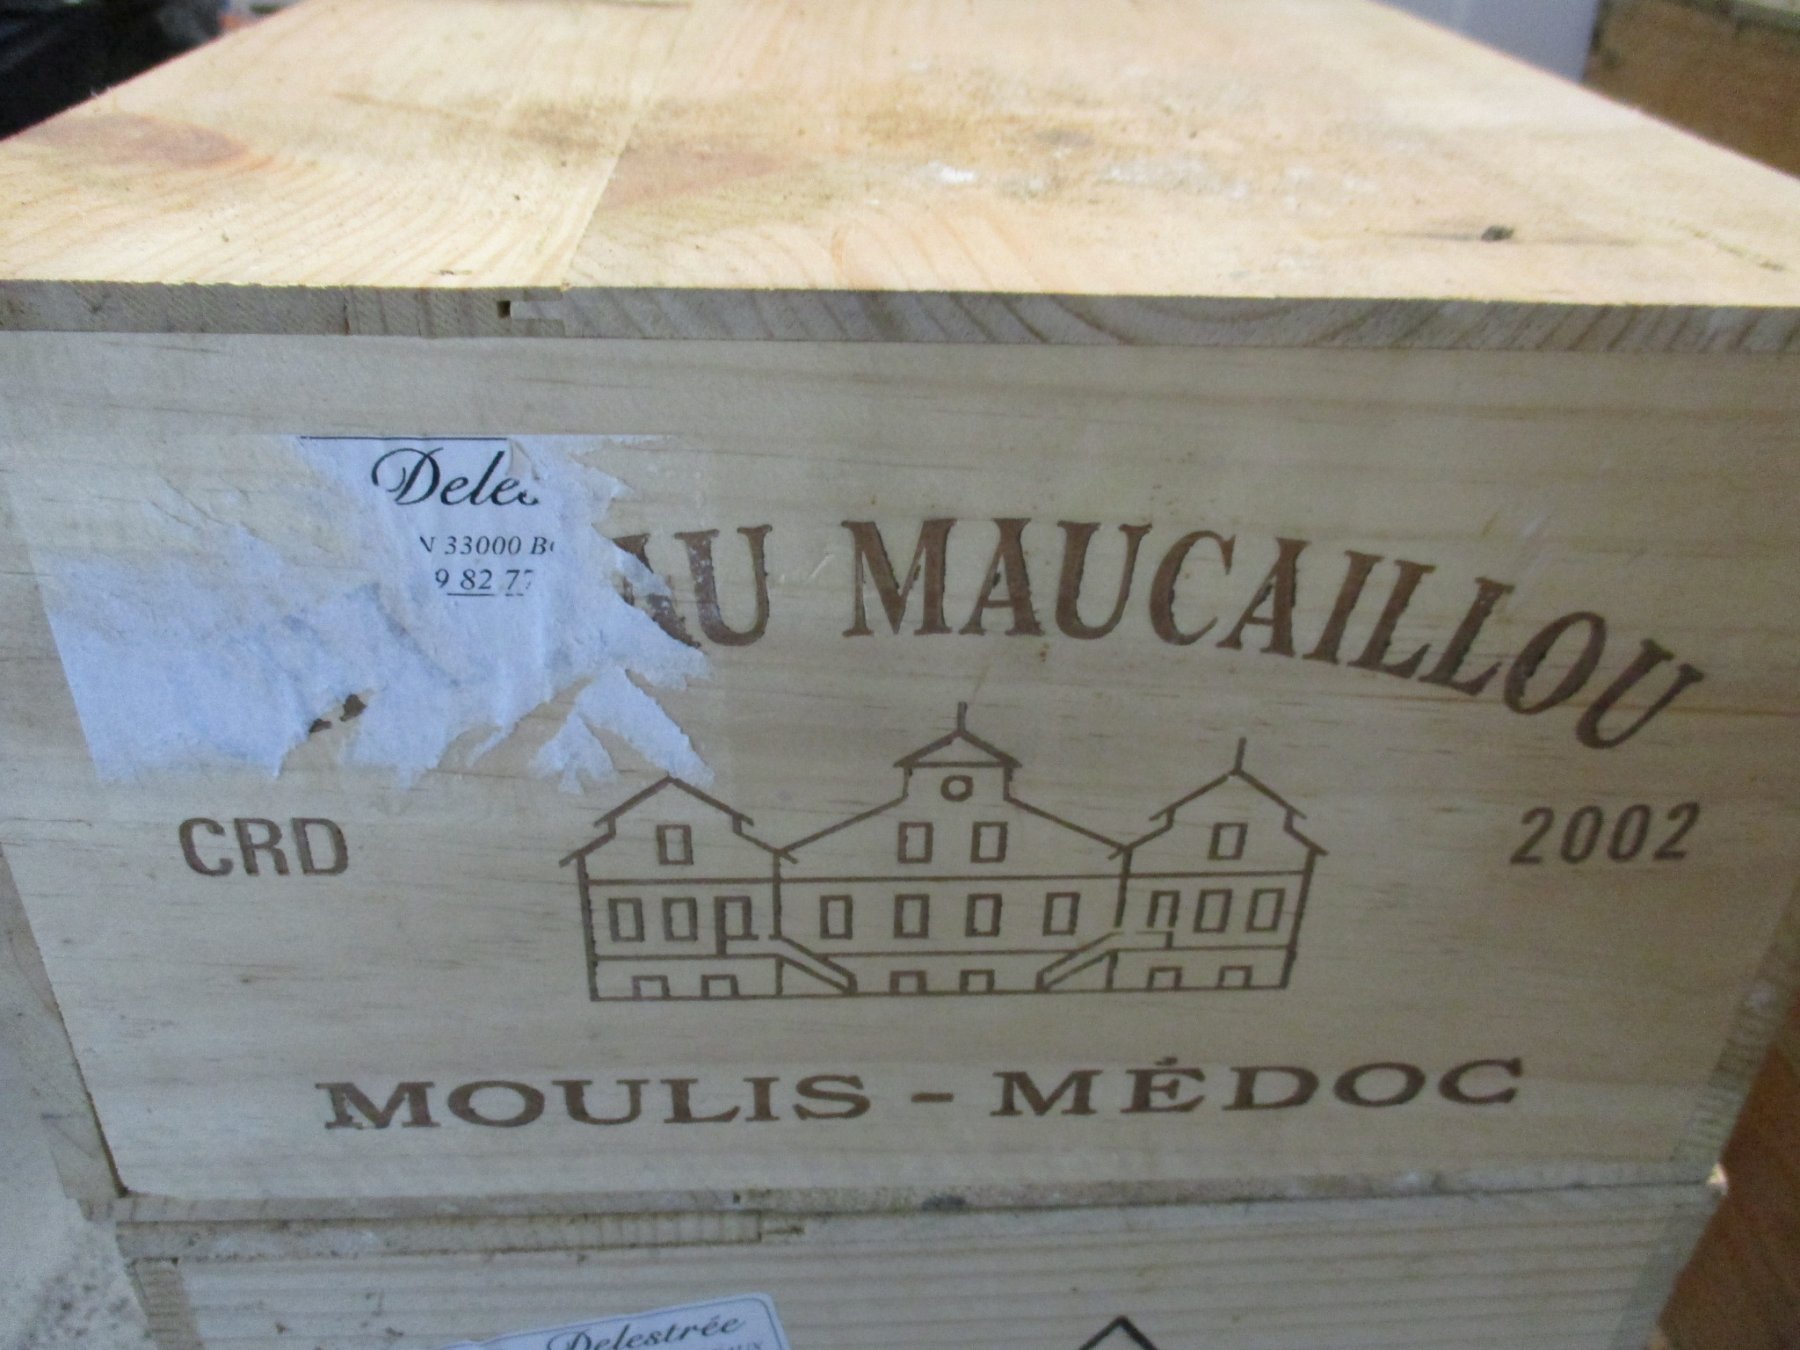 Deles
33000 B
9 82 77
AU MAUCAILLOU
CRD
2002
MOULIS - MÉDOC
Delestrée